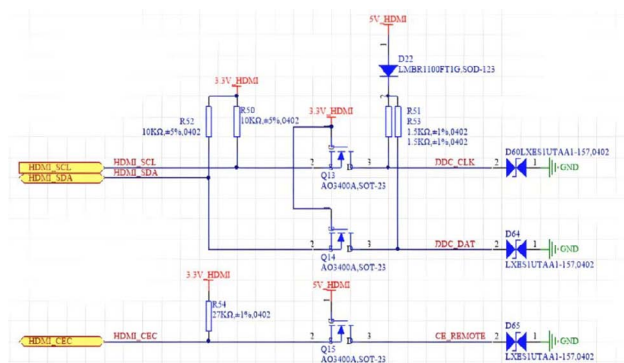 5V_HDMI
1
D22
LMBR1100FT1G,SOD-123
3.3V_HDMI
2
R52
10KΩ,±5%,0402
R50
10KΩ,±5%,0402
3.3V_HDMI
R51
R53
1.5KΩ,±1%,0402
1.5KΩ,±1%,0402
D60LXES1UTAA1-157,0402
HDMI_SCL
HDMI_SCL
2
3
DDC_CLK
2
1
GND
HDMI_SDA
HDMI_SDA
Q13
AO3400A,SOT-23
1
D64
2
3
DDC_DAT
2
1
GND
Q14
AO3400A,SOT-23
LXES1UTAA1-157,0402
3.3V_HDMI
5V_HDMI
R54
27KΩ,±1%,0402
1
D65
HDMI_CEC
HDMI_CEC
2
3
CE_REMOTE
2
1
GND
Q15
AO3400A,SOT-23
LXES1UTAA1-157,0402